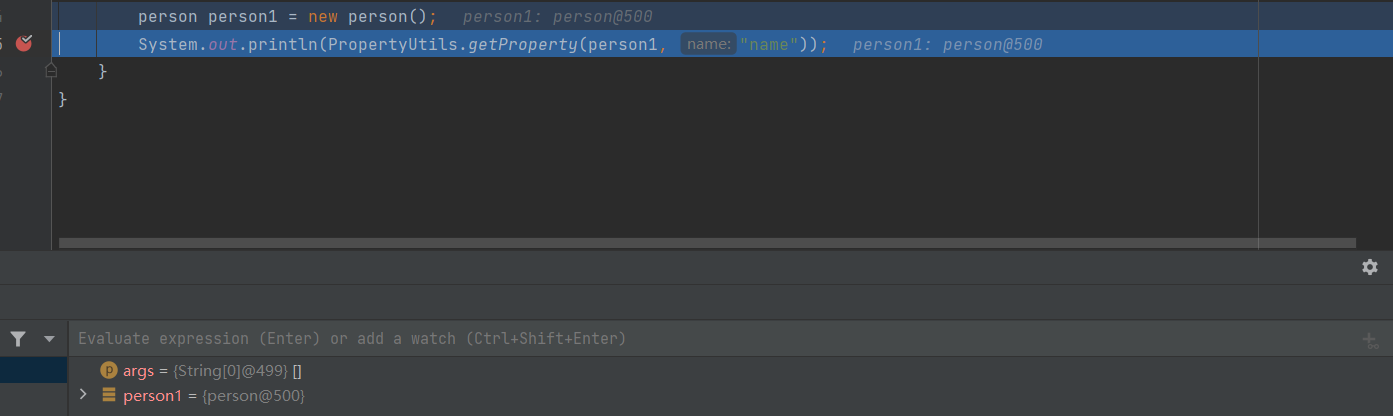 person person1 = new person();   person1: person@500
System.out.println(PropertyUtils.getProperty(person1, name: "name"));   person1: person@500
}
}
Evaluate expression (Enter) or add a watch (Ctrl+Shift+Enter)
p args = {String[0]@499} []
person1 = {person@500}